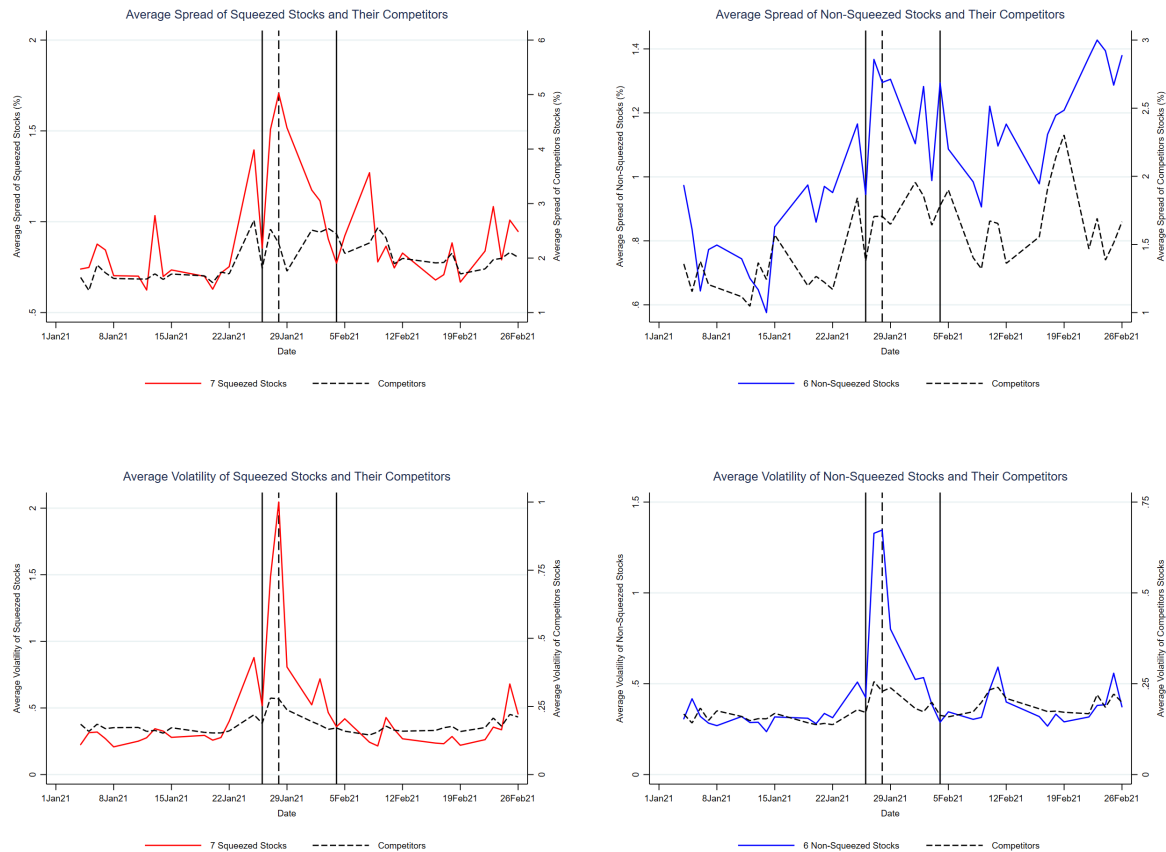 Average Spread of Squeezed Stocks and Their Competitors
Average Spread of Squeezed Stocks (%)
.5
1
1.5
2
Average Spread of Competitors Stocks (%)
1
2
3
4
5
6
1Jan21 8Jan21 15Jan21 22Jan21 29Jan21 5Feb21 12Feb21 19Feb21 26Feb21
Date
7 Squeezed Stocks Competitors
Average Spread of Non-Squeezed Stocks and Their Competitors
Average Spread of Non-Squeezed Stocks (%)
.6
.8
1
1.2
1.4
Average Spread of Competitors Stocks (%)
1
1.5
2
2.5
3
1Jan21 8Jan21 15Jan21 22Jan21 29Jan21 5Feb21 12Feb21 19Feb21 26Feb21
Date
6 Non-Squeezed Stocks Competitors
Average Volatility of Squeezed Stocks and Their Competitors
Average Volatility of Squeezed Stocks
0
.5
1
1.5
2
Average Volatility of Competitors Stocks
0
.25
.5
.75
1
1Jan21 8Jan21 15Jan21 22Jan21 29Jan21 5Feb21 12Feb21 19Feb21 26Feb21
Date
7 Squeezed Stocks Competitors
Average Volatility of Non-Squeezed Stocks and Their Competitors
Average Volatility of Non-Squeezed Stocks
0
.5
1
1.5
Average Volatility of Competitors Stocks
0
.25
.5
.75
1Jan21 8Jan21 15Jan21 22Jan21 29Jan21 5Feb21 12Feb21 19Feb21 26Feb21
Date
6 Non-Squeezed Stocks Competitors